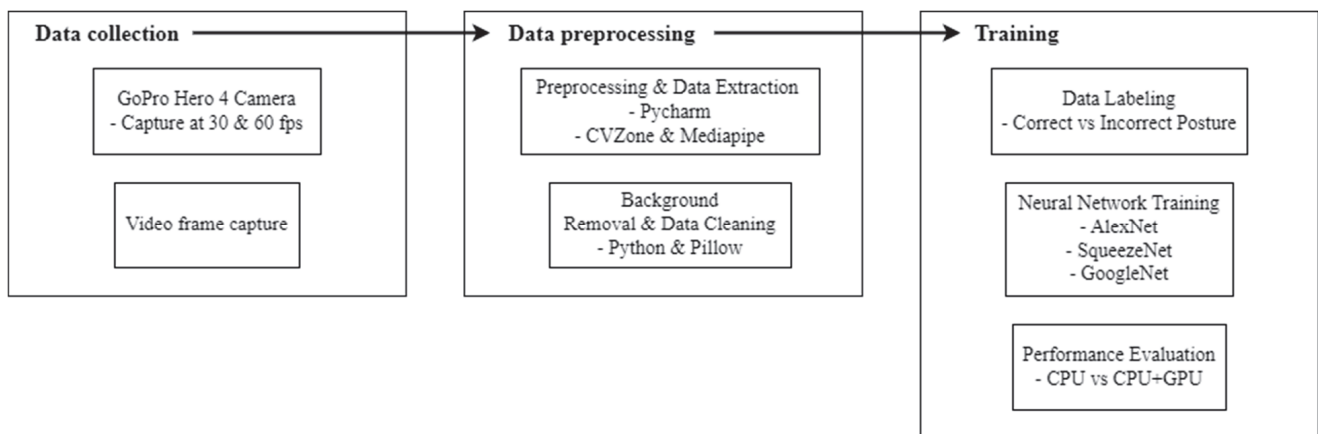 Data collection
GoPro Hero 4 Camera
- Capture at 30 & 60 fps
Video frame capture
Data preprocessing
Preprocessing & Data Extraction
- Pycharm
- CVZone & Mediapipe
Background
Removal & Data Cleaning
- Python & Pillow
Training
Data Labeling
- Correct vs Incorrect Posture
Neural Network Training
- AlexNet
- SqueezeNet
- GoogleNet
Performance Evaluation
- CPU vs CPU+GPU